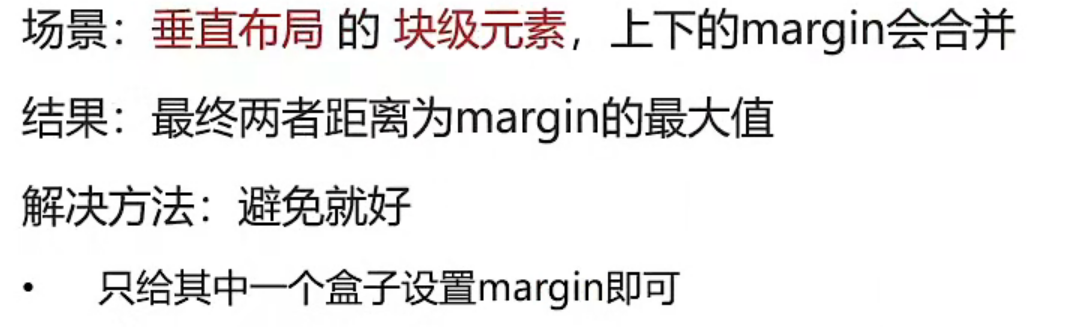 场景：垂直布局 的 块级元素，上下的margin会合并
结果：最终两者距离为margin的最大值
解决方法：避免就好
• 只给其中一个盒子设置margin即可